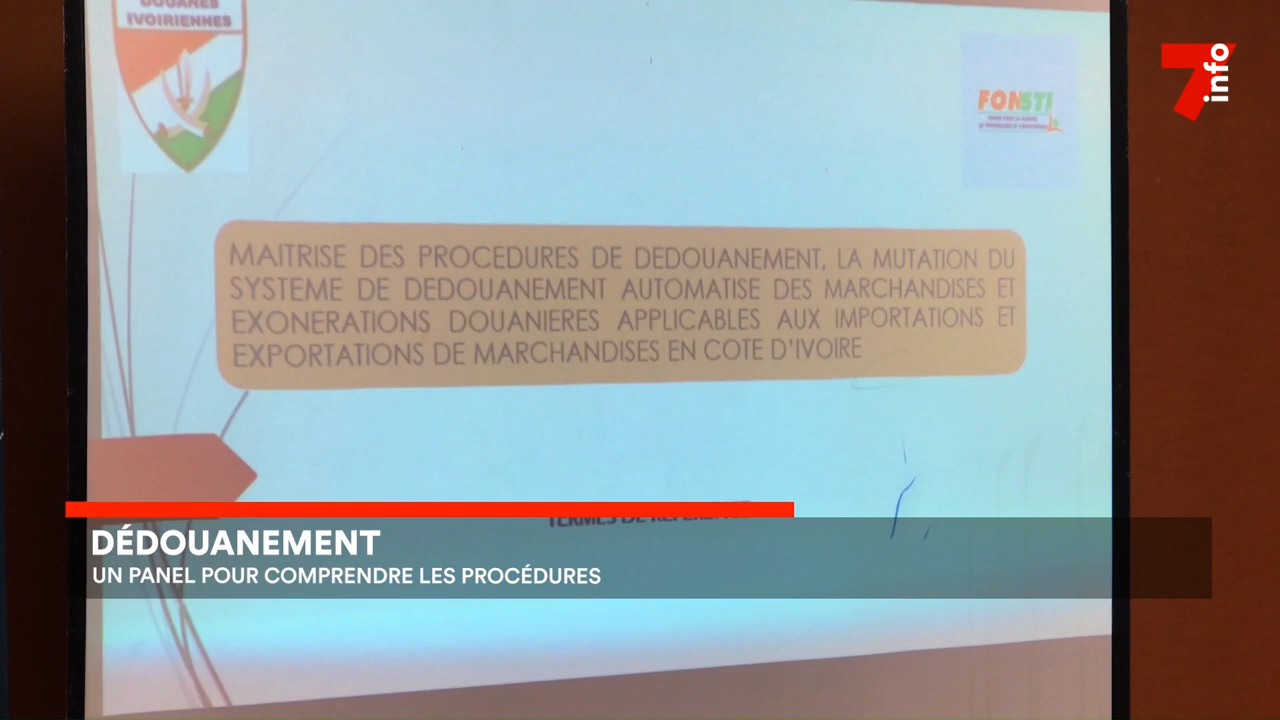 DOUANES
IVOIRIENNES
7
info
FONSTI
MAITRISE DES PROCEDURES DE DEDOUANEMENT, LA MUTATION DU
SYSTEME DE DEDOUANEMENT AUTOMATISE DES MARCHANDISES ET
EXONERATIONS DOUANIERES APPLICABLES AUX IMPORTATIONS ET
EXPORTATIONS DE MARCHANDISES EN COTE D'IVOIRE
TERMES DE
DÉDOUANEMENT
UN PANEL POUR COMPRENDRE LES PROCÉDURES